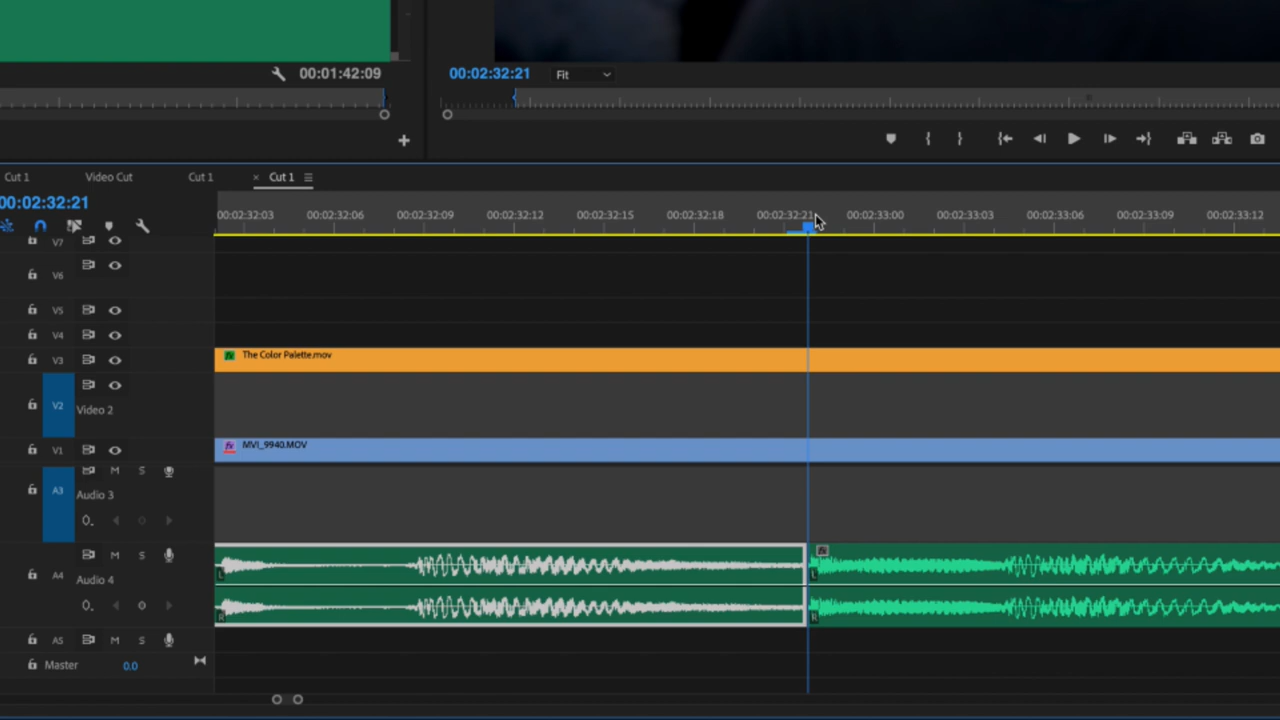 00:01:42:09
00:02:32:21 Fit
Cut 1 Video Cut Cut 1 × Cut 1
00:02:32:21
00:02:32:03 00:02:32:06 00:02:32:09 00:02:32:12 00:02:32:15 00:02:32:18 00:02:32:21 00:02:33:00 00:02:33:03 00:02:33:06 00:02:33:09 00:02:33:12
V7
V6
V5
V4
V3 fx The Color Palette.mov
V2 Video 2
V1 fx MVI_9940.MOV
M S
A3 Audio 3
M S fx
A4 Audio 4 L L
R R
A5 M S
Master 0.0